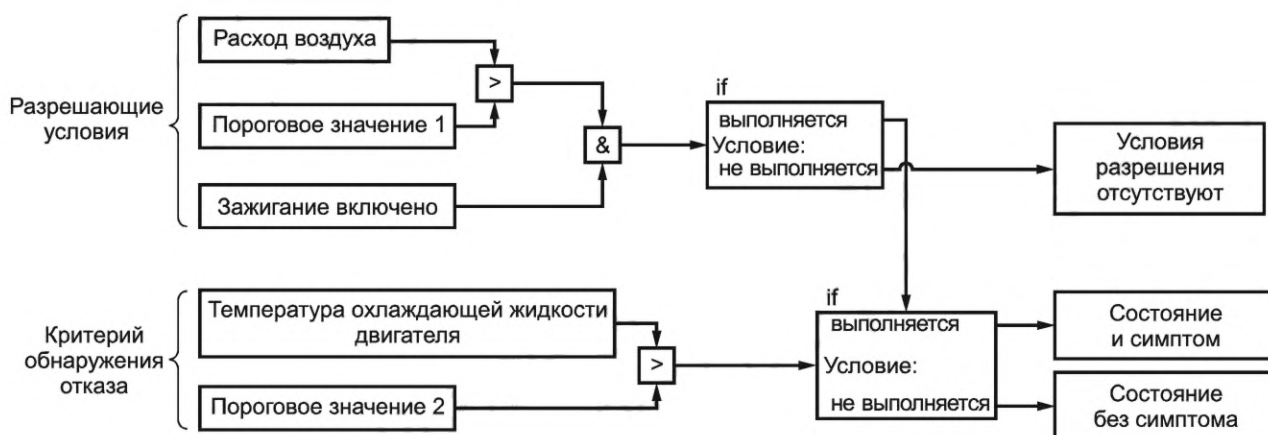 Разрешающие
условия
Расход воздуха
>
Пороговое значение 1
&
Зажигание включено
if
выполняется
Условие:
не выполняется
Условия
разрешения
отсутствуют
Критерий
обнаружения
отказа
Температура охлаждающей жидкости
двигателя
>
Пороговое значение 2
if
выполняется
Условие:
не выполняется
Состояние
и симптом
Состояние
без симптома